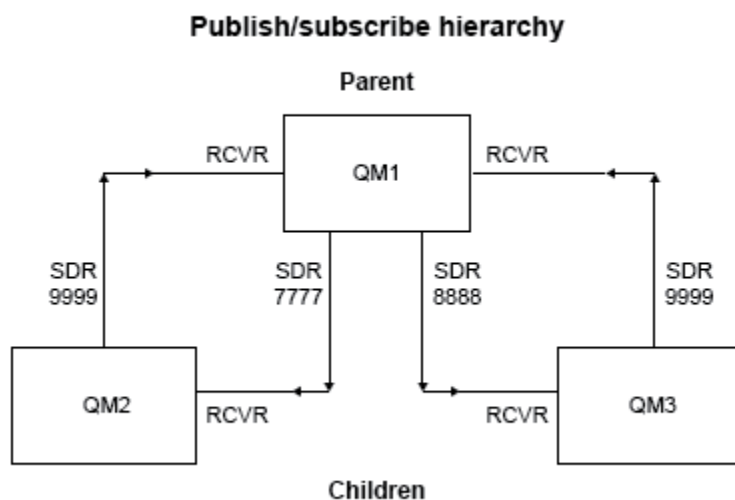 Publish/subscribe hierarchy
Parent
RCVR
QM1
RCVR
SDR
9999
SDR
7777
SDR
8888
SDR
9999
QM2
RCVR
RCVR
QM3
Children